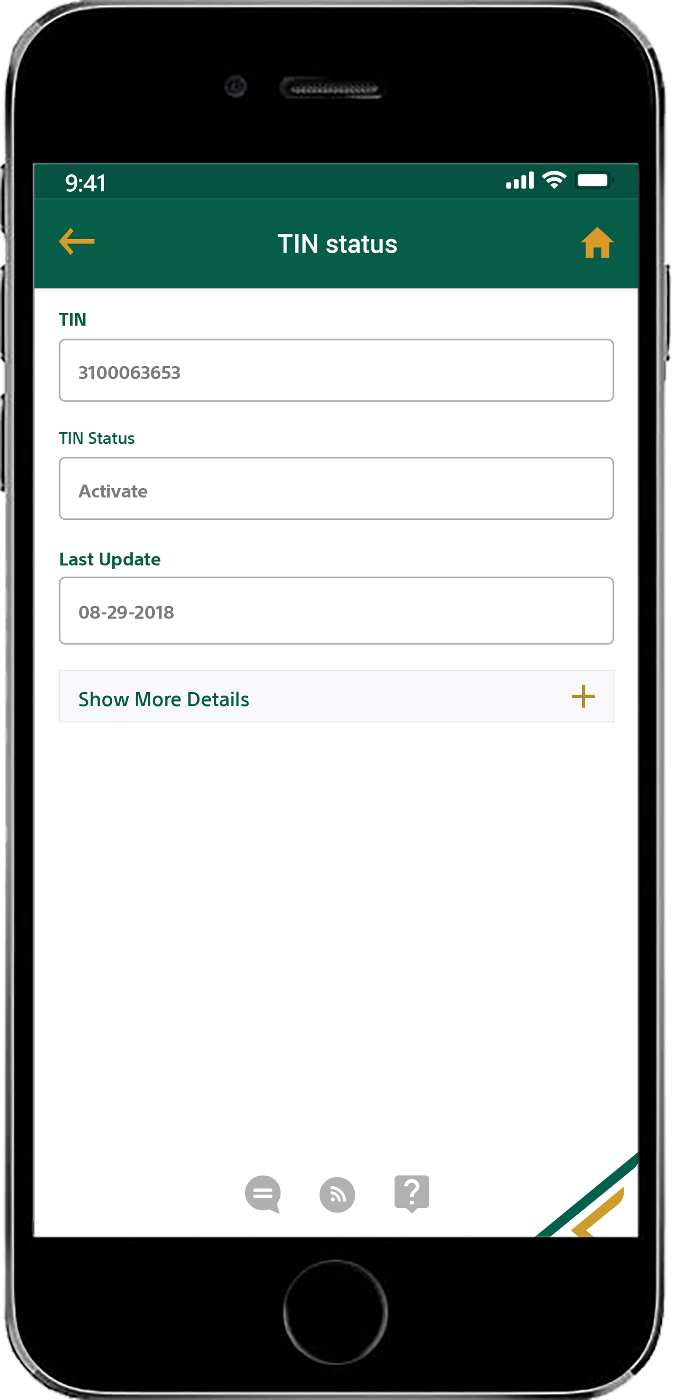 9:41
TIN status
TIN
3100063653
TIN Status
Activate
Last Update
08-29-2018
Show More Details